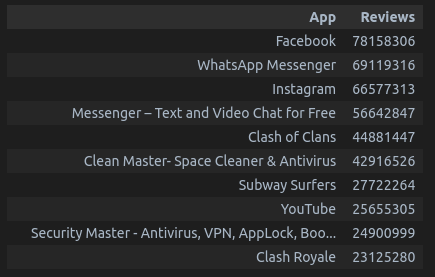 App Reviews
Facebook 78158306
WhatsApp Messenger 69119316
Instagram 66577313
Messenger – Text and Video Chat for Free 56642847
Clash of Clans 44881447
Clean Master- Space Cleaner & Antivirus 42916526
Subway Surfers 27722264
YouTube 25655305
Security Master - Antivirus, VPN, AppLock, Boo... 24900999
Clash Royale 23125280